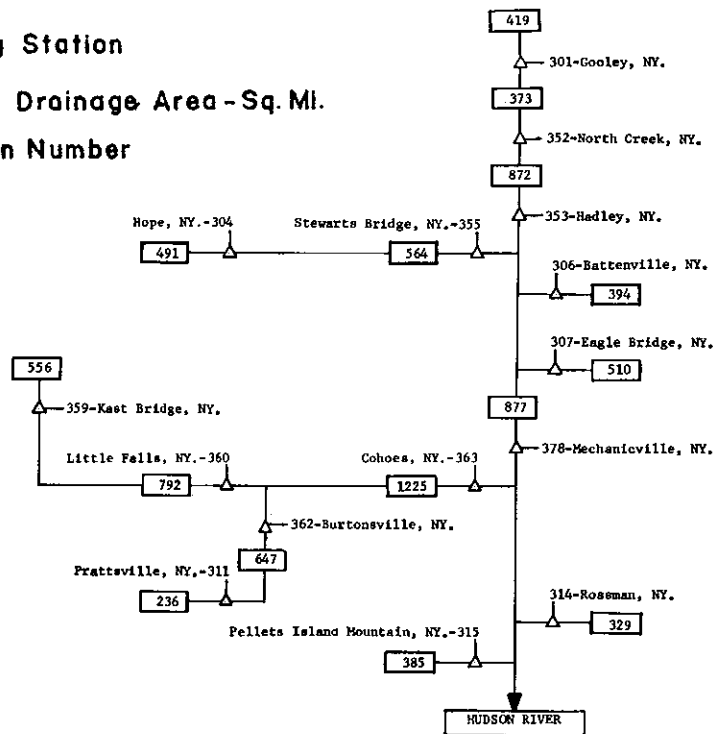 g Station
Drainage Area - Sq. Mi.
n Number
419
301-Gooley, NY.
373
352-North Creek, NY.
872
353-Hadley, NY.
Hope, NY.-304
Stewarts Bridge, NY.-355
491
564
306-Battenville, NY.
394
307-Eagle Bridge, NY.
510
556
877
359-Kast Bridge, NY.
378-Mechanicville, NY.
Little Falls, NY.-360
Cohoes, NY.-363
792
1225
362-Burtonsville, NY.
647
Prattsville, NY.-311
236
314-Rossman, NY.
329
Pellets Island Mountain, NY.-315
385
HUDSON RIVER